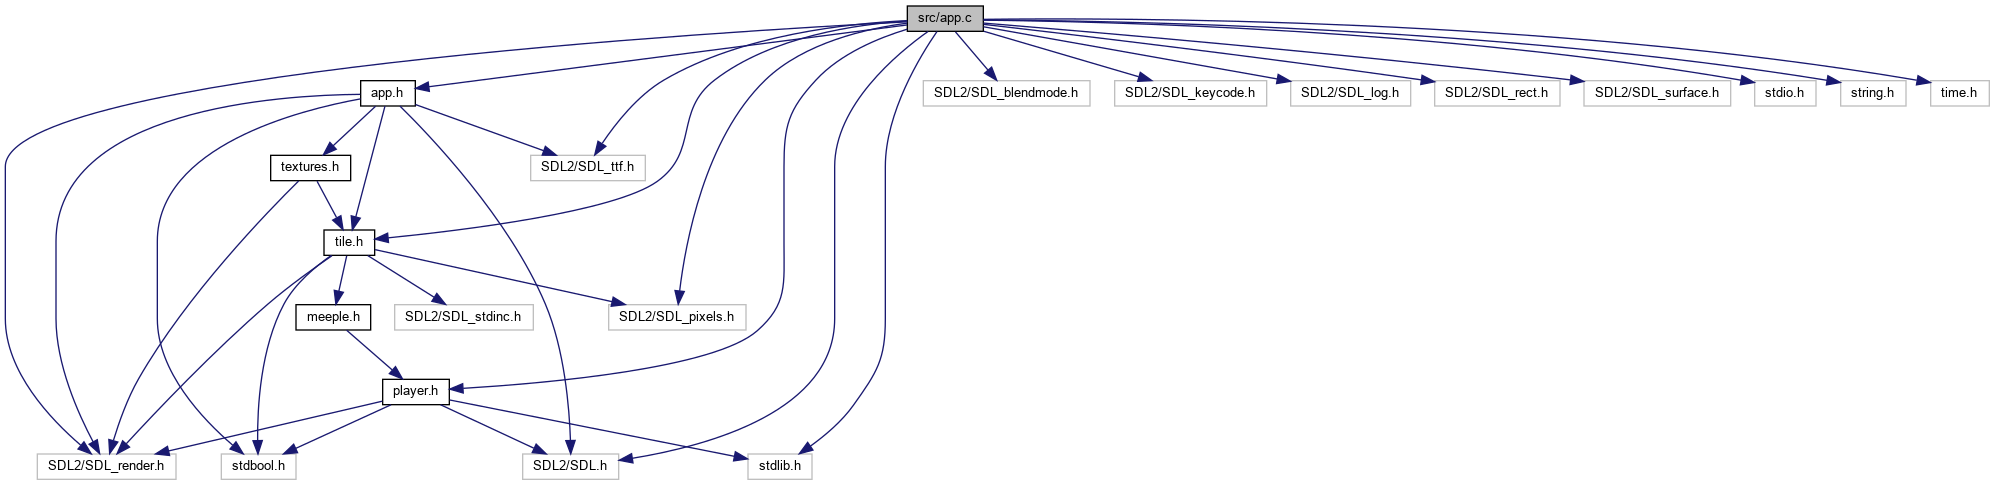 src/app.c
app.h
SDL2/SDL_blendmode.h
SDL2/SDL_keycode.h
SDL2/SDL_log.h
SDL2/SDL_rect.h
SDL2/SDL_surface.h
stdio.h
string.h
time.h
textures.h
SDL2/SDL_ttf.h
tile.h
meeple.h
SDL2/SDL_stdinc.h
SDL2/SDL_pixels.h
player.h
SDL2/SDL_render.h
stdbool.h
SDL2/SDL.h
stdlib.h